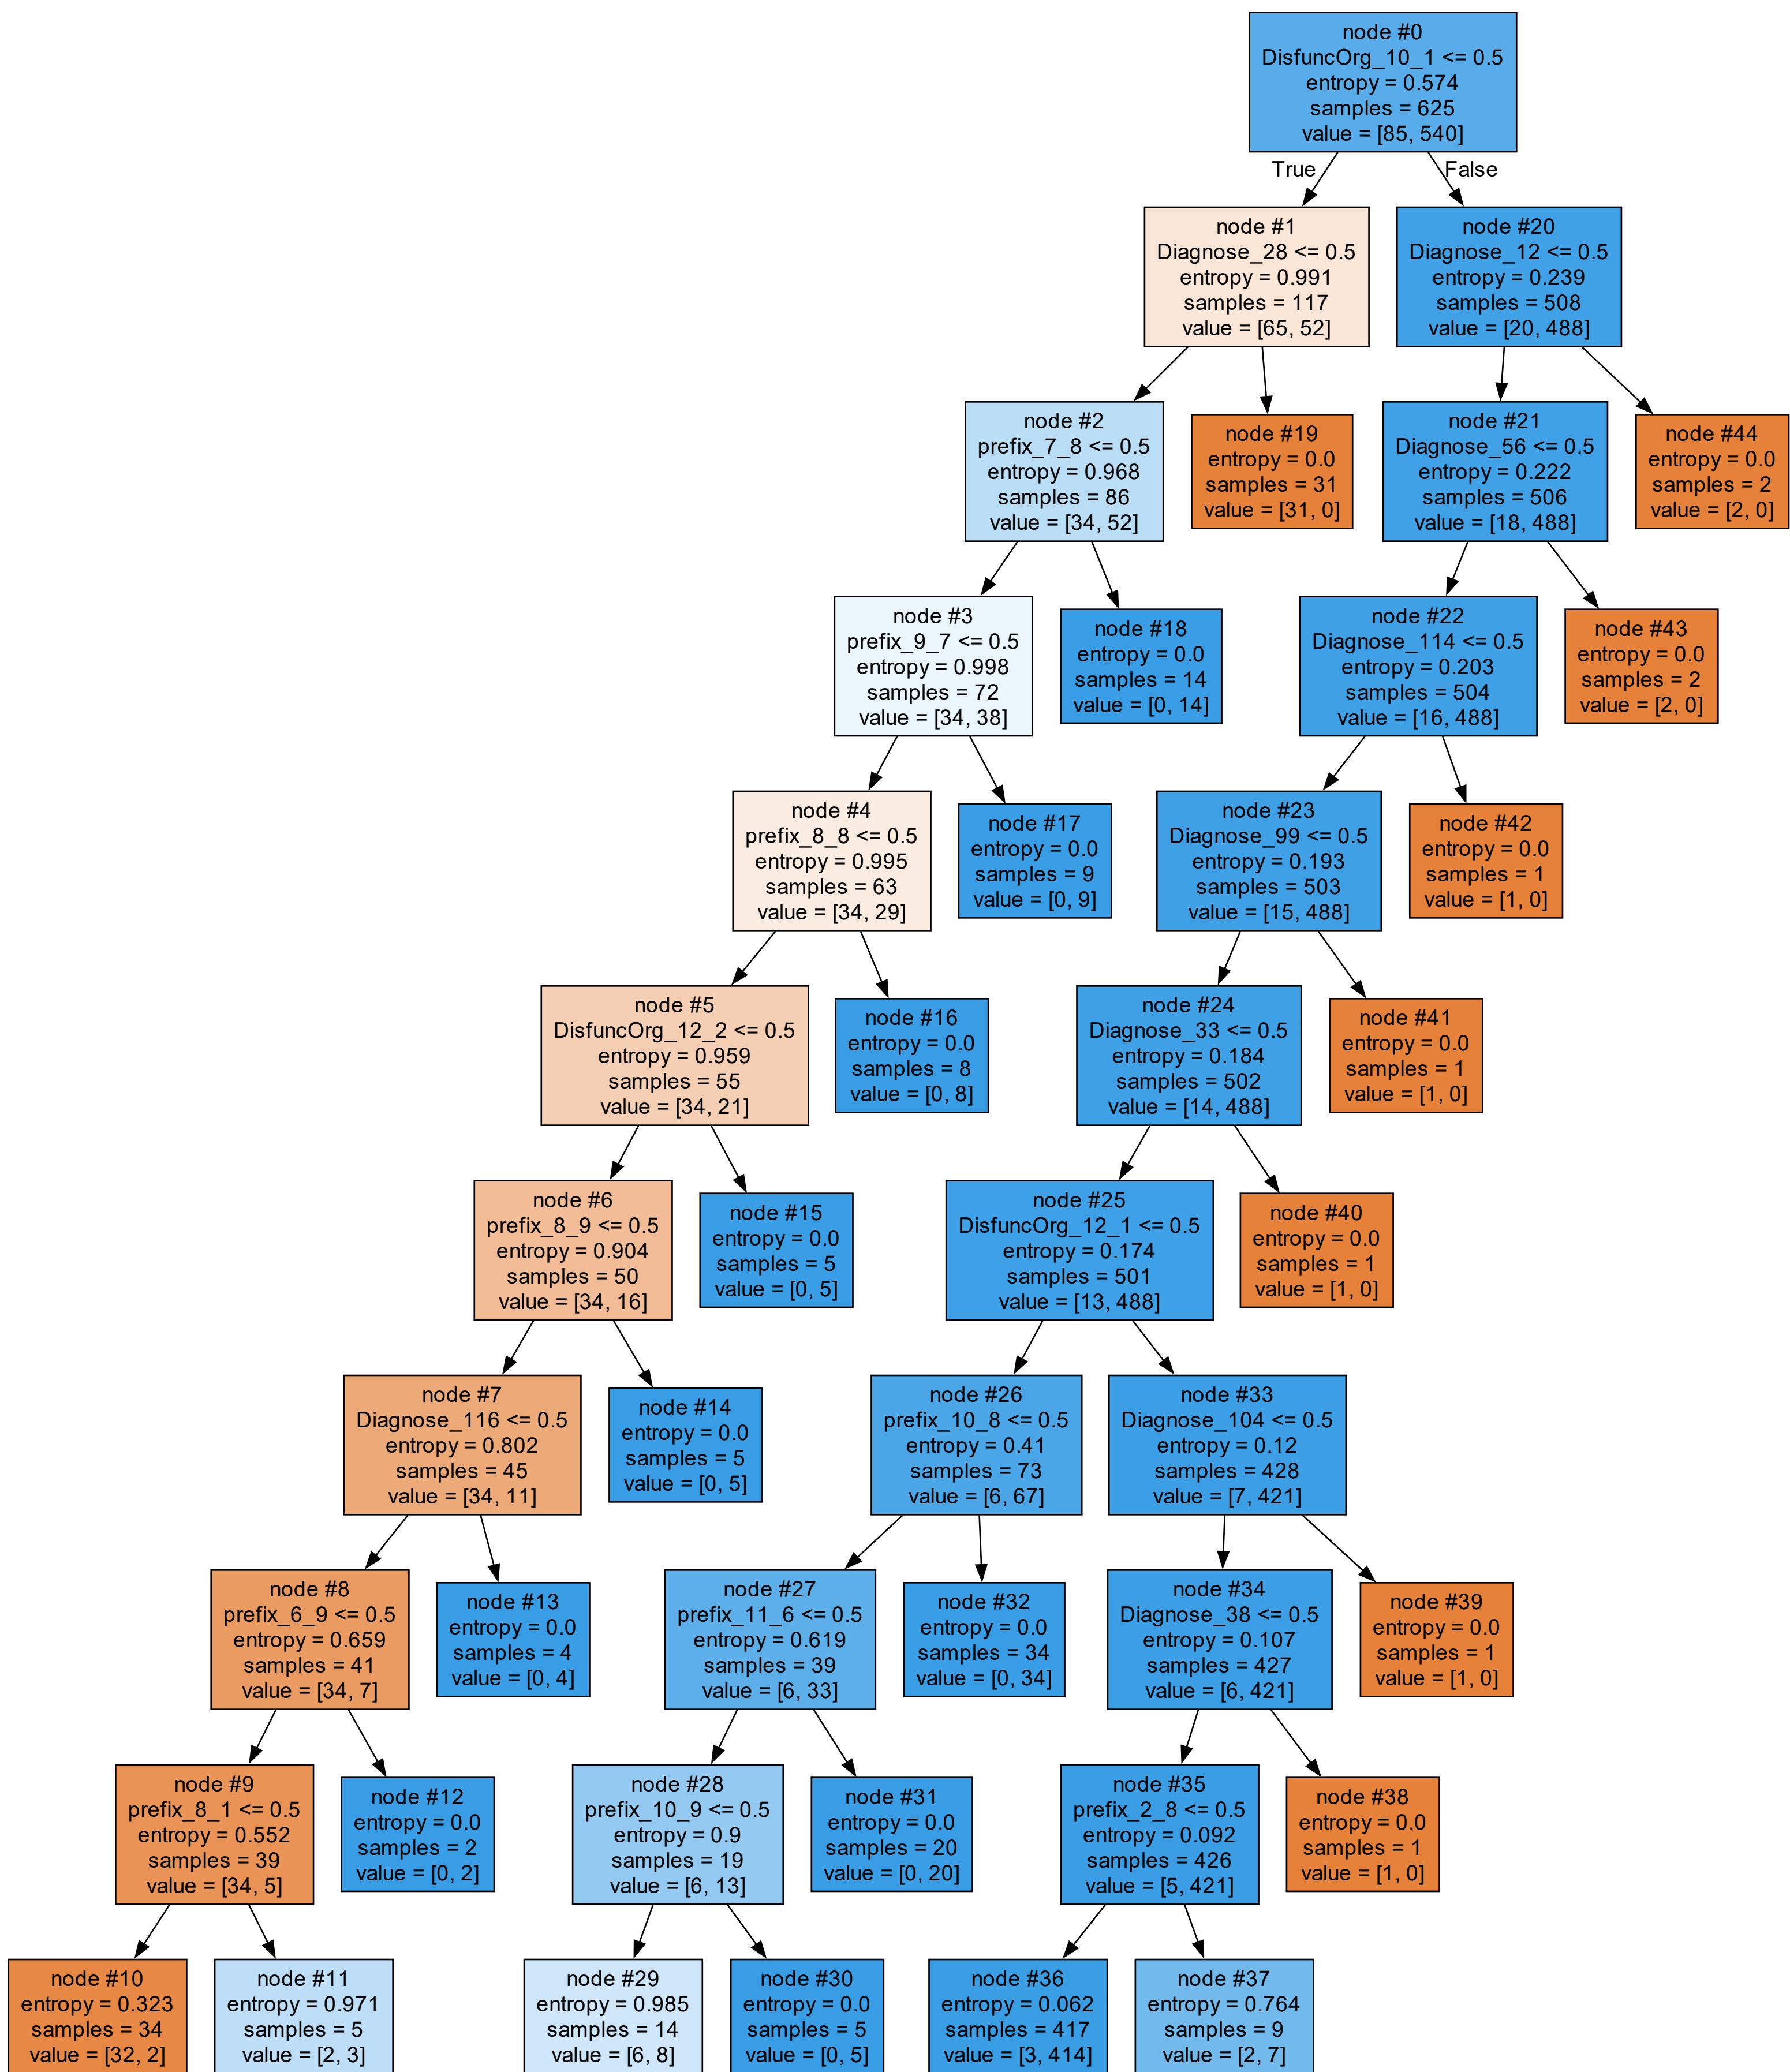 node #0
DisfuncOrg_10_1 <= 0.5
entropy = 0.574
samples = 625
value = [85, 540]
True
False
node #1
Diagnose_28 <= 0.5
entropy = 0.991
samples = 117
value = [65, 52]
node #20
Diagnose_12 <= 0.5
entropy = 0.239
samples = 508
value = [20, 488]
node #2
prefix_7_8 <= 0.5
entropy = 0.968
samples = 86
value = [34, 52]
node #19
entropy = 0.0
samples = 31
value = [31, 0]
node #21
Diagnose_56 <= 0.5
entropy = 0.222
samples = 506
value = [18, 488]
node #44
entropy = 0.0
samples = 2
value = [2, 0]
node #3
prefix_9_7 <= 0.5
entropy = 0.998
samples = 72
value = [34, 38]
node #18
entropy = 0.0
samples = 14
value = [0, 14]
node #22
Diagnose_114 <= 0.5
entropy = 0.203
samples = 504
value = [16, 488]
node #43
entropy = 0.0
samples = 2
value = [2, 0]
node #4
prefix_8_8 <= 0.5
entropy = 0.995
samples = 63
value = [34, 29]
node #17
entropy = 0.0
samples = 9
value = [0, 9]
node #23
Diagnose_99 <= 0.5
entropy = 0.193
samples = 503
value = [15, 488]
node #42
entropy = 0.0
samples = 1
value = [1, 0]
node #5
DisfuncOrg_12_2 <= 0.5
entropy = 0.959
samples = 55
value = [34, 21]
node #16
entropy = 0.0
samples = 8
value = [0, 8]
node #24
Diagnose_33 <= 0.5
entropy = 0.184
samples = 502
value = [14, 488]
node #41
entropy = 0.0
samples = 1
value = [1, 0]
node #6
prefix_8_9 <= 0.5
entropy = 0.904
samples = 50
value = [34, 16]
node #15
entropy = 0.0
samples = 5
value = [0, 5]
node #25
DisfuncOrg_12_1 <= 0.5
entropy = 0.174
samples = 501
value = [13, 488]
node #40
entropy = 0.0
samples = 1
value = [1, 0]
node #7
Diagnose_116 <= 0.5
entropy = 0.802
samples = 45
value = [34, 11]
node #14
entropy = 0.0
samples = 5
value = [0, 5]
node #26
prefix_10_8 <= 0.5
entropy = 0.41
samples = 73
value = [6, 67]
node #33
Diagnose_104 <= 0.5
entropy = 0.12
samples = 428
value = [7, 421]
node #8
prefix_6_9 <= 0.5
entropy = 0.659
samples = 41
value = [34, 7]
node #13
entropy = 0.0
samples = 4
value = [0, 4]
node #27
prefix_11_6 <= 0.5
entropy = 0.619
samples = 39
value = [6, 33]
node #32
entropy = 0.0
samples = 34
value = [0, 34]
node #34
Diagnose_38 <= 0.5
entropy = 0.107
samples = 427
value = [6, 421]
node #39
entropy = 0.0
samples = 1
value = [1, 0]
node #9
prefix_8_1 <= 0.5
entropy = 0.552
samples = 39
value = [34, 5]
node #12
entropy = 0.0
samples = 2
value = [0, 2]
node #28
prefix_10_9 <= 0.5
entropy = 0.9
samples = 19
value = [6, 13]
node #31
entropy = 0.0
samples = 20
value = [0, 20]
node #35
prefix_2_8 <= 0.5
entropy = 0.092
samples = 426
value = [5, 421]
node #38
entropy = 0.0
samples = 1
value = [1, 0]
node #10
entropy = 0.323
samples = 34
value = [32, 2]
node #11
entropy = 0.971
samples = 5
value = [2, 3]
node #29
entropy = 0.985
samples = 14
value = [6, 8]
node #30
entropy = 0.0
samples = 5
value = [0, 5]
node #36
entropy = 0.062
samples = 417
value = [3, 414]
node #37
entropy = 0.764
samples = 9
value = [2, 7]